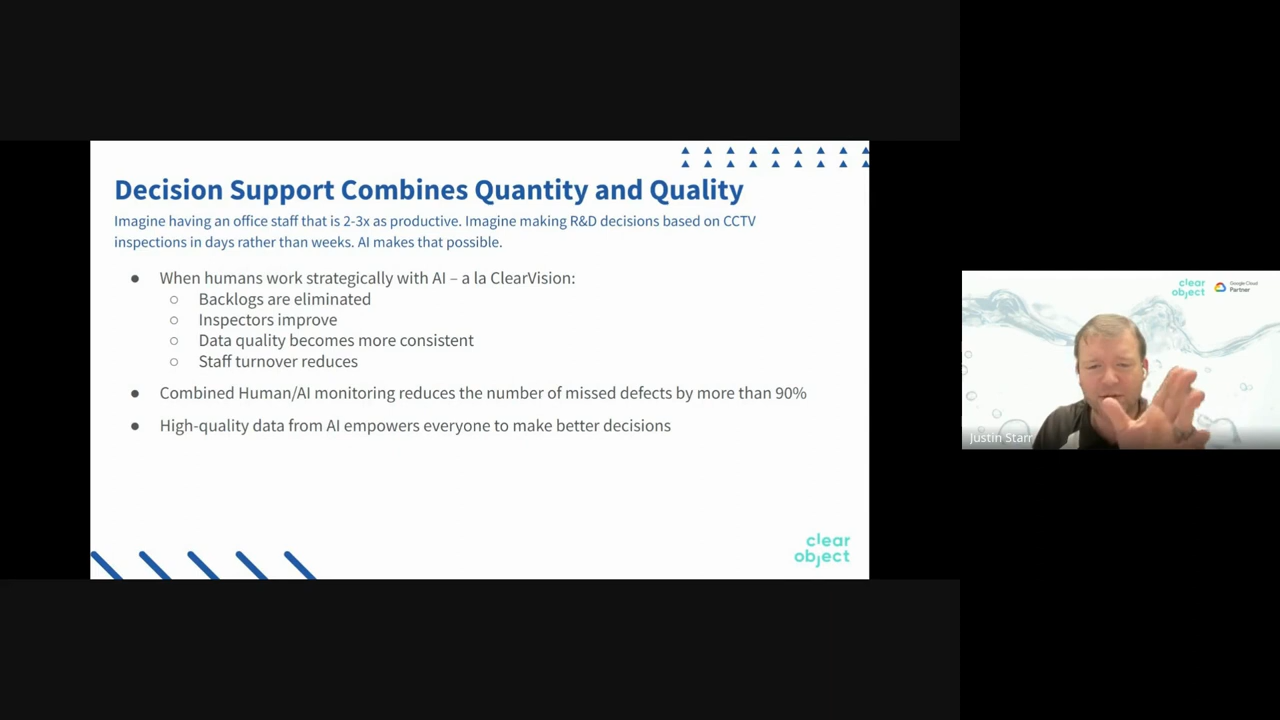 Decision Support Combines Quantity and Quality
Imagine having an office staff that is 2-3x as productive. Imagine making R&D decisions based on CCTV
inspections in days rather than weeks. AI makes that possible.
● When humans work strategically with AI – a la ClearVision:
○ Backlogs are eliminated
○ Inspectors improve
○ Data quality becomes more consistent
○ Staff turnover reduces
● Combined Human/AI monitoring reduces the number of missed defects by more than 90%
● High-quality data from AI empowers everyone to make better decisions
clear
object
clear
object
Google Cloud
Partner
Justin Starr